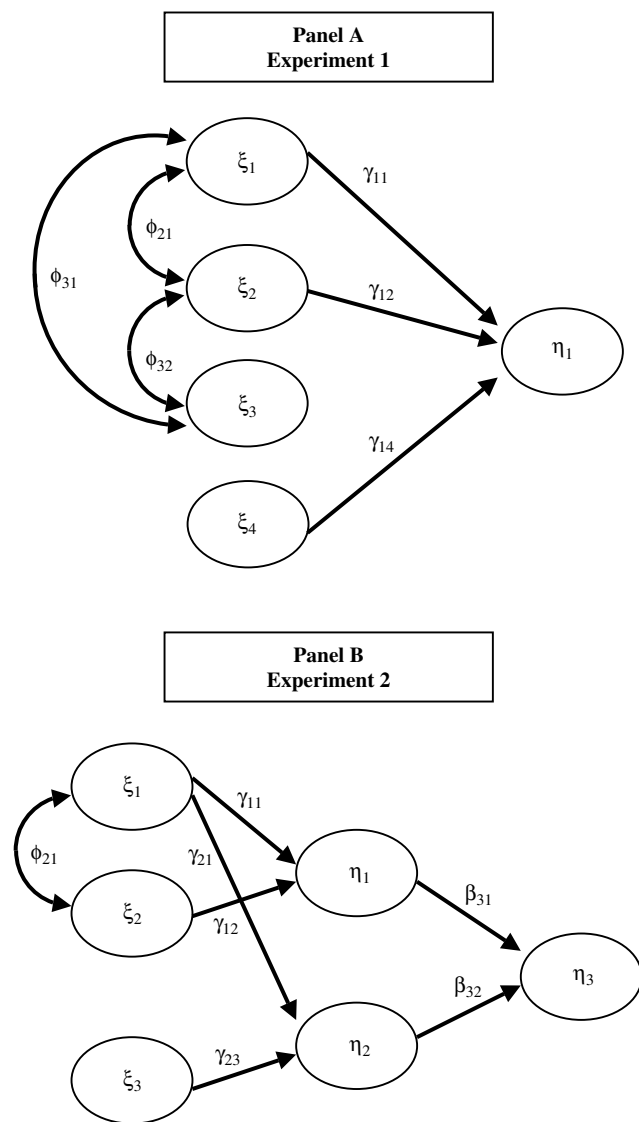 Panel A
Experiment 1
ξ₁
γ₁₁
ϕ₂₁
ϕ₃₁
ξ₂
γ₁₂
η₁
ϕ₃₂
ξ₃
γ₁₄
ξ₄
Panel B
Experiment 2
ξ₁
γ₁₁
ϕ₂₁
γ₂₁
η₁
ξ₂
γ₁₂
β₃₁
η₃
β₃₂
γ₂₃
η₂
ξ₃